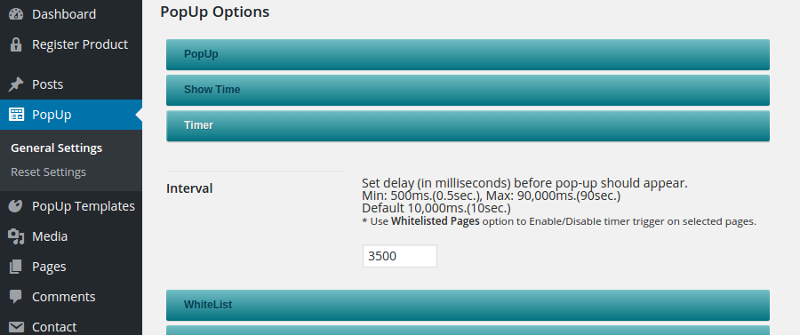 PopUp Options
Dashboard
Register Product
Posts
PopUp
General Settings
Reset Settings
PopUp Templates
Media
Pages
Comments
Contact
PopUp
Show Time
Timer
Interval
Set delay (in milliseconds) before pop-up should appear.
Min: 500ms.(0.5sec.), Max: 90,000ms.(90sec.)
Default 10,000ms.(10sec.)
* Use Whitelisted Pages option to Enable/Disable timer trigger on selected pages.
3500
WhiteList